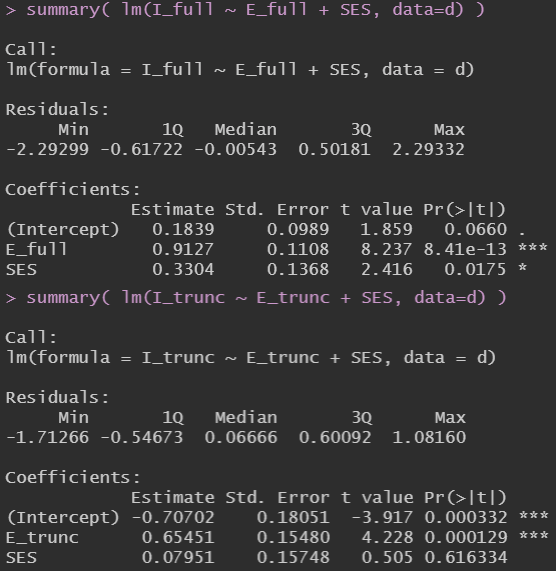 > summary( lm(I_full ~ E_full + SES, data=d) )
Call:
lm(formula = I_full ~ E_full + SES, data = d)
Residuals:
Min 1Q Median 3Q Max
-2.29299 -0.61722 -0.00543 0.50181 2.29332
Coefficients:
Estimate Std. Error t value Pr(>|t|)
(Intercept) 0.1839 0.0989 1.859 0.0660 .
E_full 0.9127 0.1108 8.237 8.41e-13 ***
SES 0.3304 0.1368 2.416 0.0175 *
> summary( lm(I_trunc ~ E_trunc + SES, data=d) )
Call:
lm(formula = I_trunc ~ E_trunc + SES, data = d)
Residuals:
Min 1Q Median 3Q Max
-1.71266 -0.54673 0.06666 0.60092 1.08160
Coefficients:
Estimate Std. Error t value Pr(>|t|)
(Intercept) -0.70702 0.18051 -3.917 0.000332 ***
E_trunc 0.65451 0.15480 4.228 0.000129 ***
SES 0.07951 0.15748 0.505 0.616334